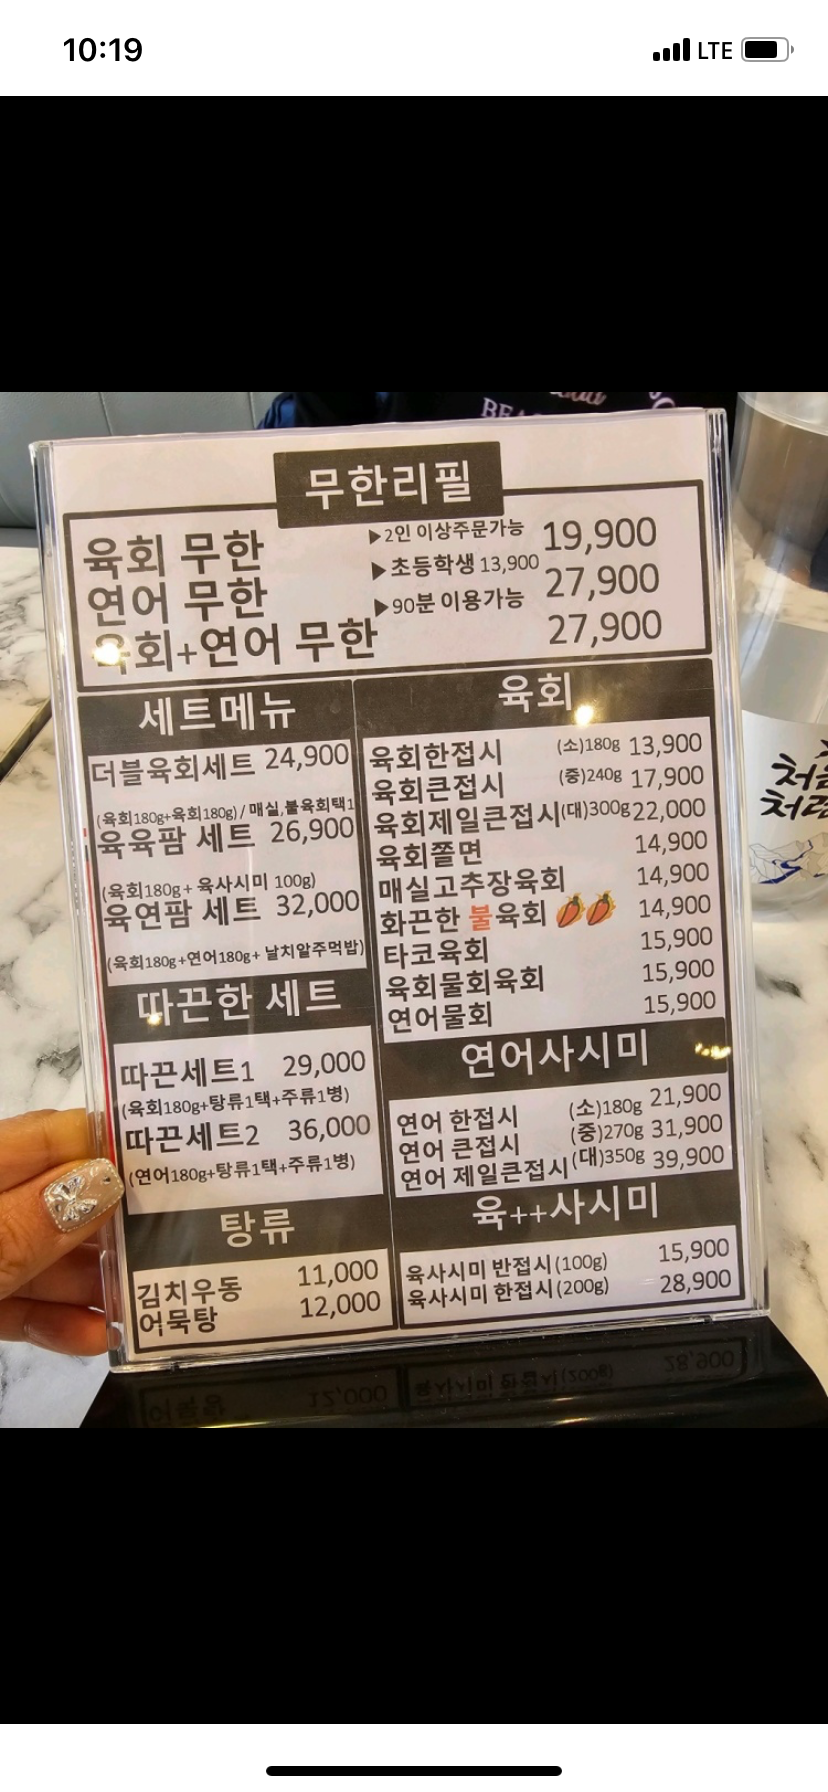 10:19
LTE
BEA
무한리필
육회 무한 ▶2인 이상주문가능 19,900
연어 무한 ▶초등학생 13,900 27,900
육회+연어 무한 ▶90분 이용가능 27,900
세트메뉴
더블육회세트 24,900
(육회180g+육회180g)/매실,불육회택1
육육팜 세트 26,900
(육회180g+ 육사시미 100g)
육연팜 세트 32,000
(육회180g+연어180g+ 날치알주먹밥)
따끈한 세트
따끈세트1 29,000
(육회180g+탕류1택+주류1병)
따끈세트2 36,000
(연어180g+탕류1택+주류1병)
탕류
김치우동 11,000
어묵탕 12,000
육회
육회한접시 (소)180g 13,900
육회큰접시 (중)240g 17,900
육회제일큰접시(대)300g 22,000
육회쫄면 14,900
매실고추장육회 14,900
화끈한 불육회 14,900
타코육회 15,900
육회물회육회 15,900
연어물회 15,900
연어사시미
연어 한접시 (소)180g 21,900
연어 큰접시 (중)270g 31,900
연어 제일큰접시(대)350g 39,900
육++사시미
육사시미 반접시(100g) 15,900
육사시미 한접시(200g) 28,900
처음
처럼